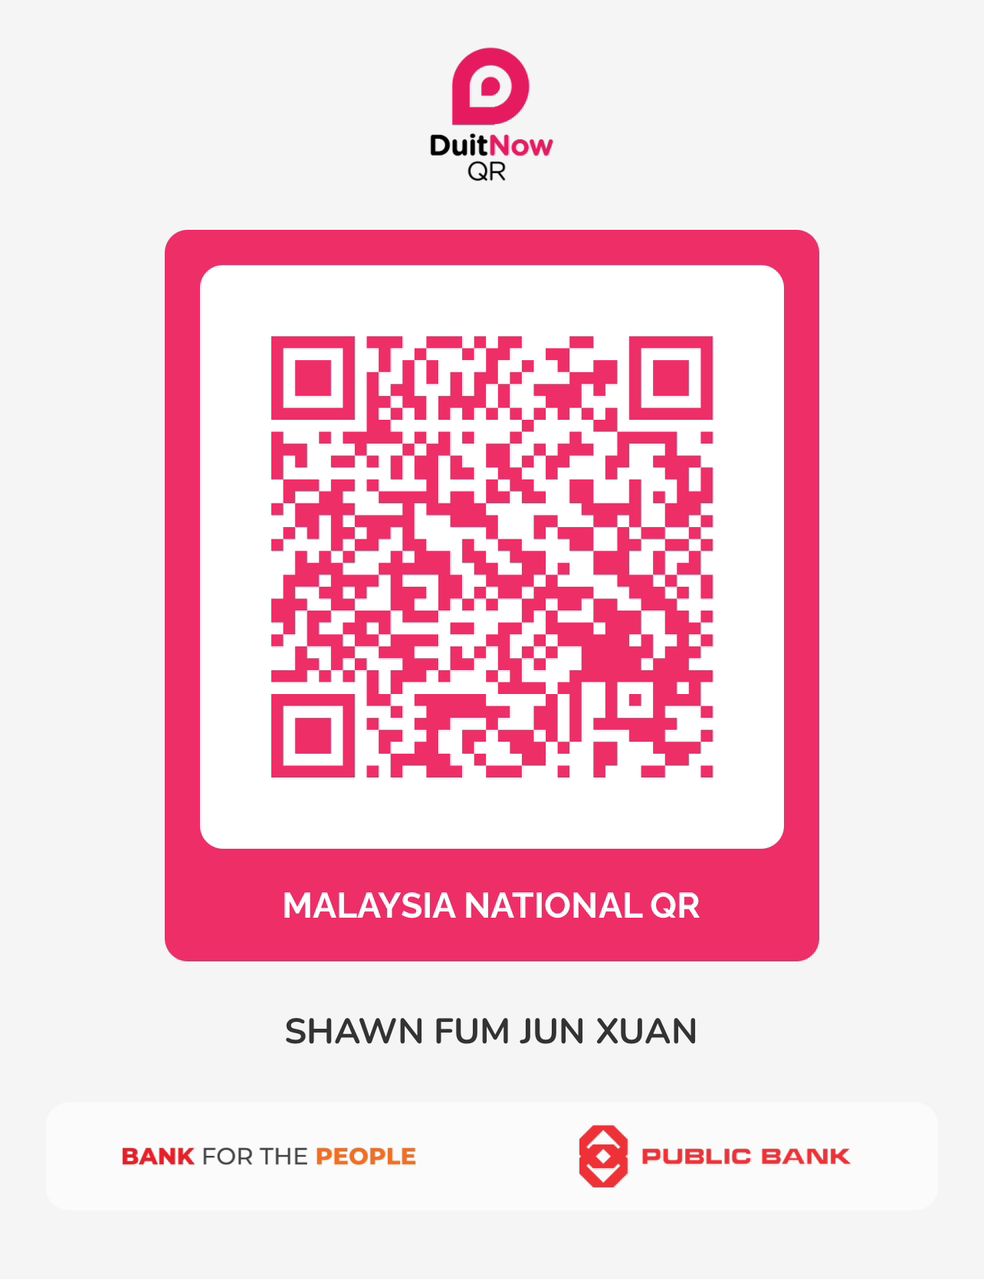 DuitNow
QR
MALAYSIA NATIONAL QR
SHAWN FUM JUN XUAN
BANK FOR THE PEOPLE
PUBLIC BANK